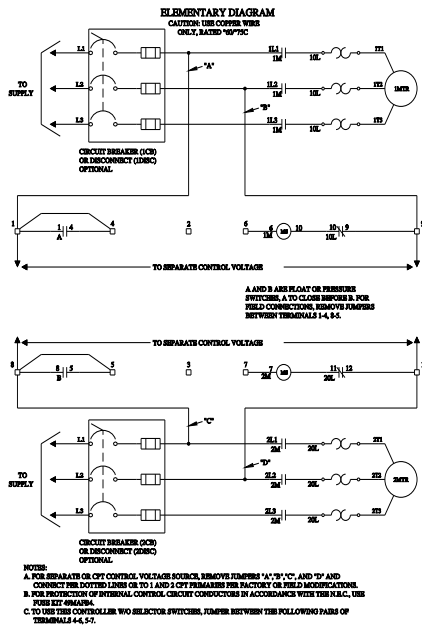 ELEMENTARY DIAGRAM
CAUTION: USE COPPER WIRE
ONLY, RATED "60/"75C
L1 1L1 1M 10L 1T1
"A"
TO
SUPPLY
L2 1L2 1M 10L 1T2 1MTR
"B"
L3 1L3 1M 10L 1T3
CIRCUIT BREAKER (1CB)
OR DISCONNECT (1DISC)
OPTIONAL
1 1 4 A 4 2 6 6 1M MS 10 10 9 10L
TO SEPARATE CONTROL VOLTAGE
A AND B ARE FLOAT OR PRESSURE
SWITCHES, A TO CLOSE BEFORE B. FOR
FIELD CONNECTIONS, REMOVE JUMPERS
BETWEEN TERMINALS 1-4, 8-5.
TO SEPARATE CONTROL VOLTAGE
8 8 5 B 5 3 7 7 2M MS 11 12 20L
"C"
L1 2L1 2M 20L 2T1
"D"
TO
SUPPLY
L2 2L2 2M 20L 2T2 2MTR
L3 2L3 2M 20L 2T3
CIRCUIT BREAKER (2CB)
OR DISCONNECT (2DISC)
OPTIONAL
NOTES:
A. FOR SEPARATE OR CPT CONTROL VOLTAGE SOURCE, REMOVE JUMPERS "A","B","C", AND "D" AND
CONNECT PER DOTTED LINES OR TO 1 AND 2 CPT PRIMARIES PER FACTORY OR FIELD MODIFICATIONS.
B. FOR PROTECTION OF INTERNAL CONTROL CIRCUIT CONDUCTORS IN ACCORDANCE WITH THE N.E.C., USE
FUSE KIT 49MAFB4.
C. TO USE THIS CONTROLLER W/O SELECTOR SWITCHES, JUMPER BETWEEN THE FOLLOWING PAIRS OF
TERMINALS 4-6, 5-7.